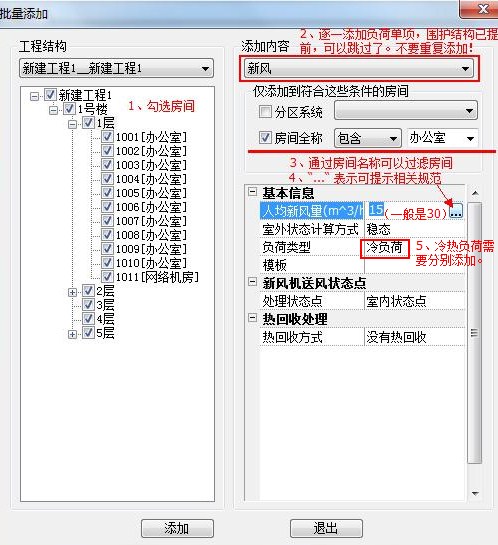 批量添加
2、逐一添加负荷单项，围护结构已提
前，可以跳过了。不要重复添加！
工程结构
新建工程1__新建工程1
新建工程1
1号楼
1、勾选房间
1层
1001[办公室]
1002[办公室]
1003[办公室]
1004[办公室]
1005[办公室]
1006[办公室]
1007[办公室]
1008[办公室]
1009[办公室]
1010[办公室]
1011[网络机房]
2层
3层
4层
5层
添加内容
新风
仅添加到符合这些条件的房间
分区系统
房间全称 包含 办公室
3、通过房间名称可以过滤房间
4、“...” 表示可提示相关规范
基本信息
人均新风量(m^3/h 15 (一般是30) ...
室外状态计算方式 稳态
负荷类型 冷负荷
5、冷热负荷需
要分别添加。
模板
新风机送风状态点
处理状态点 室内状态点
热回收处理
热回收方式 没有热回收
添加 退出